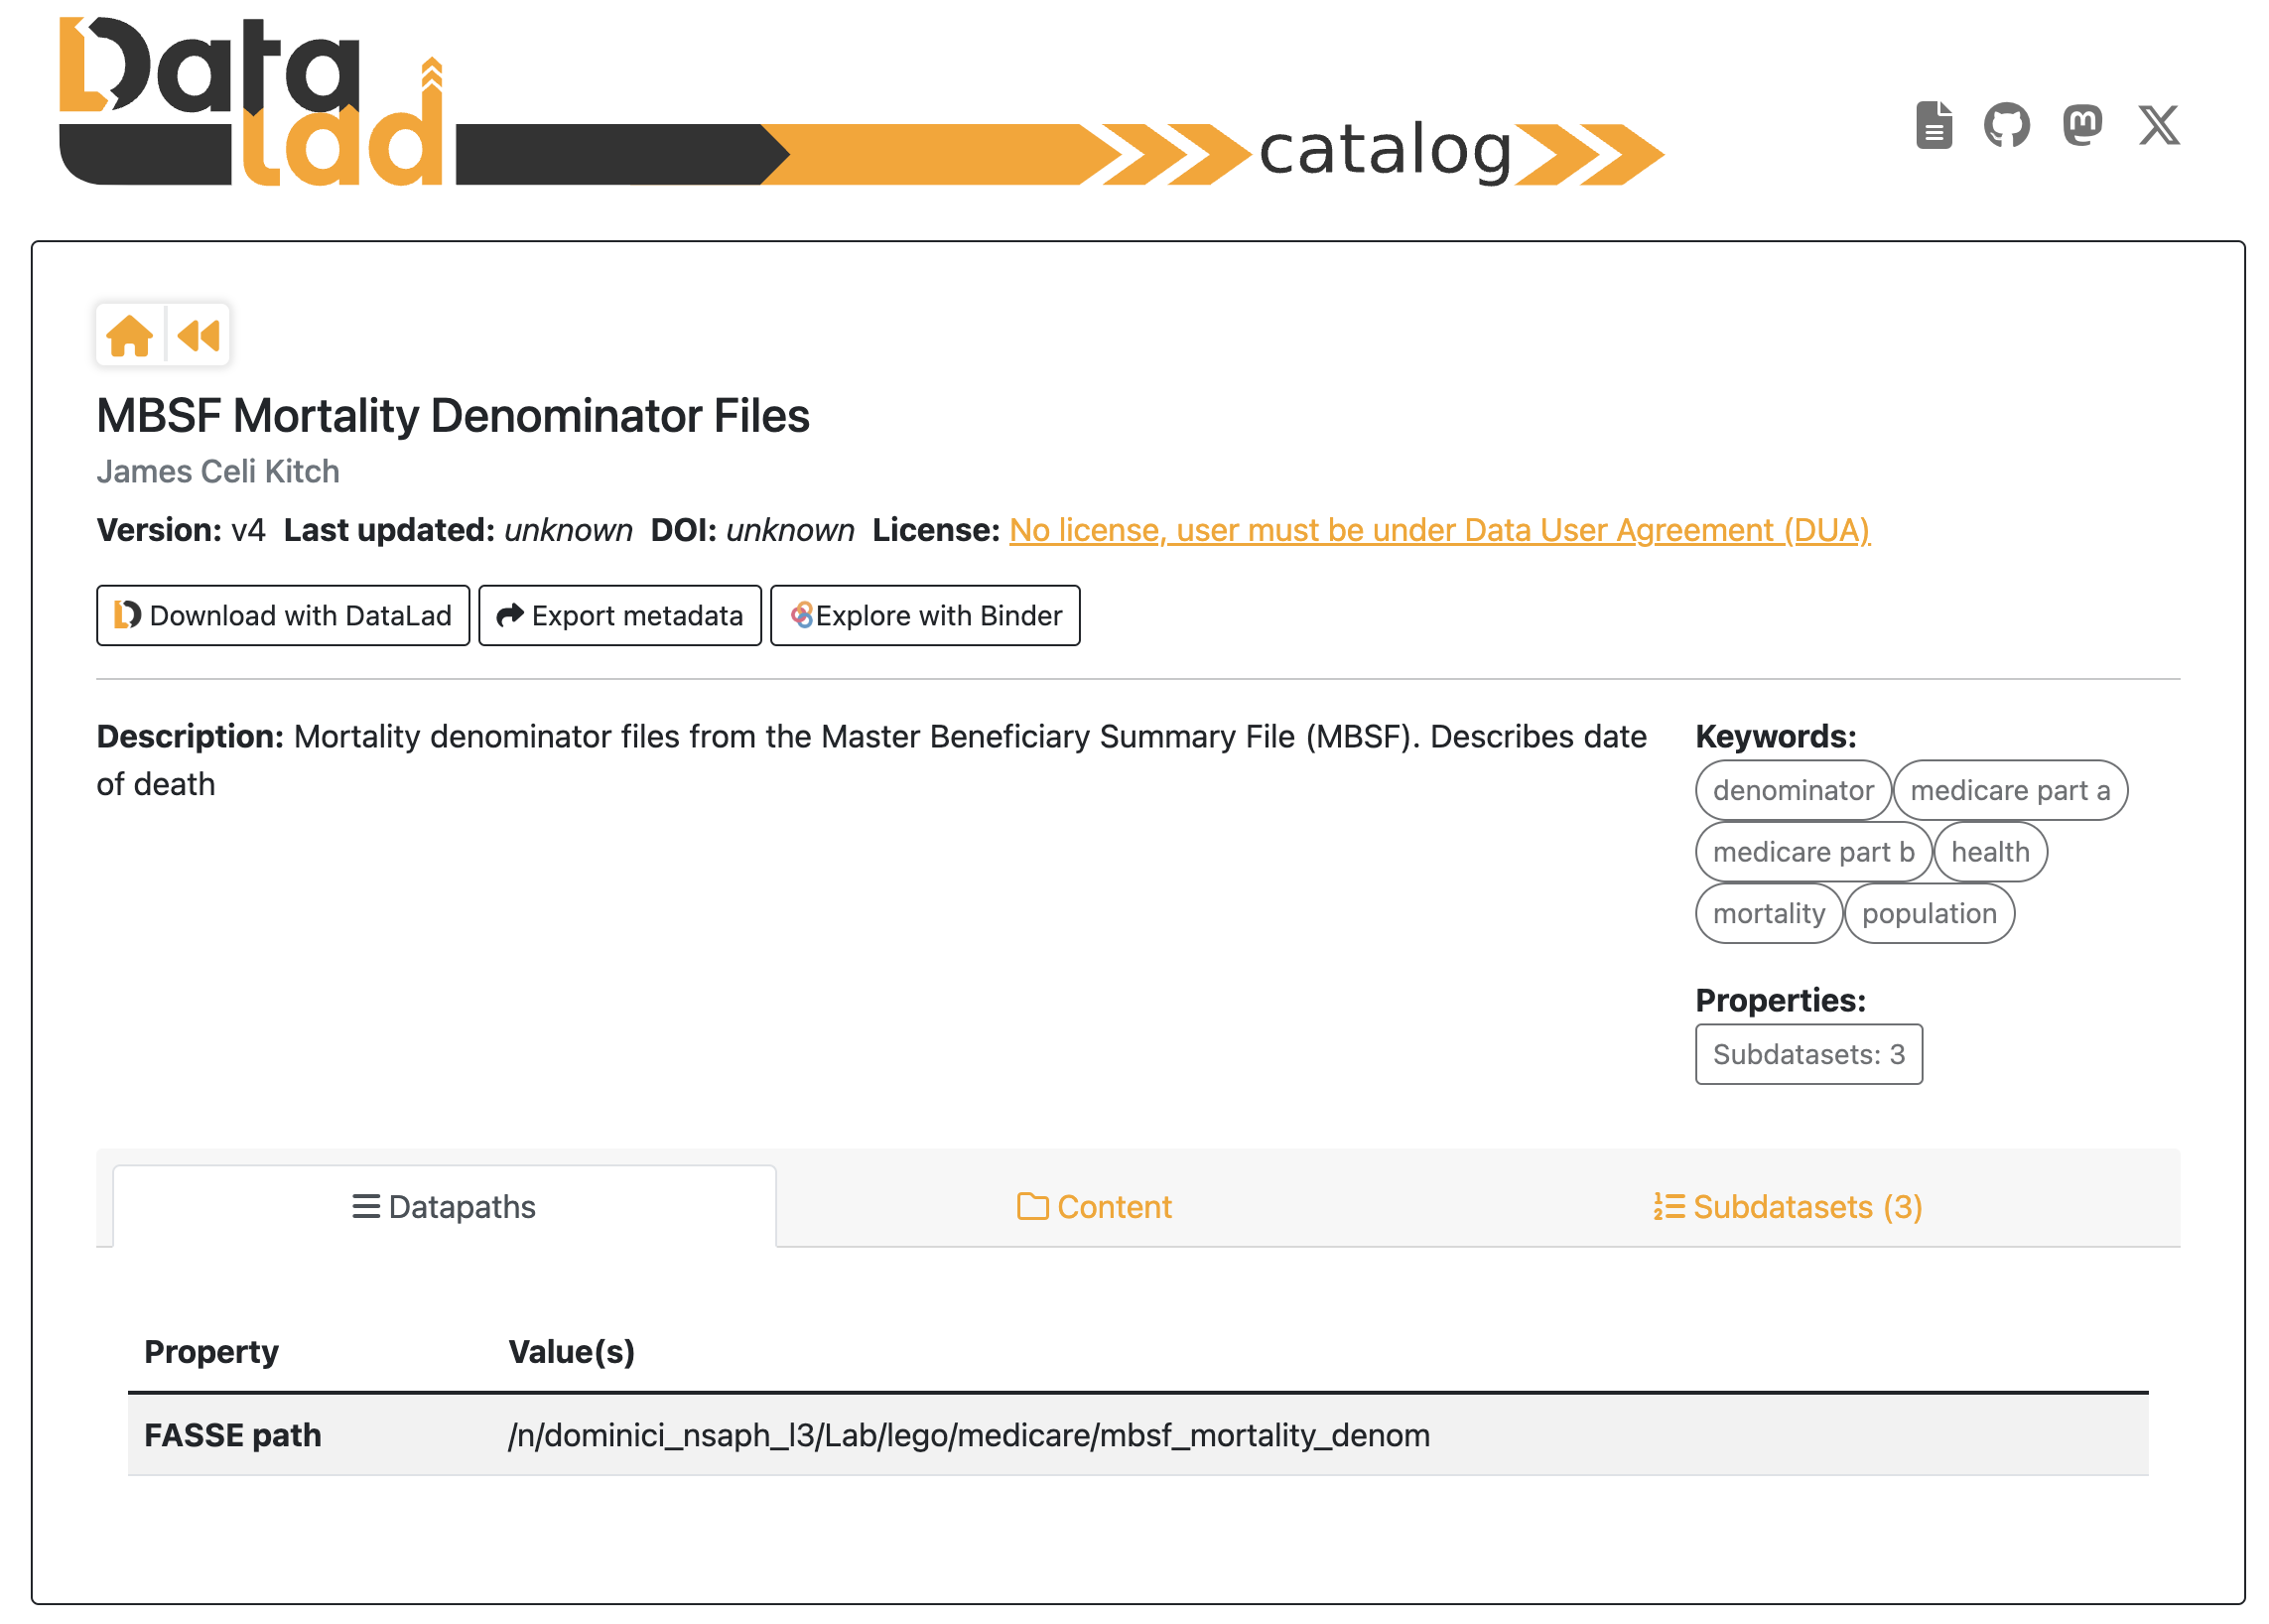 Data
lad
catalog
MBSF Mortality Denominator Files
James Celi Kitch
Version: v4 Last updated: unknown DOI: unknown License: No license, user must be under Data User Agreement (DUA)
Download with DataLad Export metadata Explore with Binder
Description: Mortality denominator files from the Master Beneficiary Summary File (MBSF). Describes date
of death
Keywords:
denominator medicare part a
medicare part b health
mortality population
Properties:
Subdatasets: 3
Datapaths Content Subdatasets (3)
Property Value(s)
FASSE path /n/dominici_nsaph_l3/Lab/lego/medicare/mbsf_mortality_denom